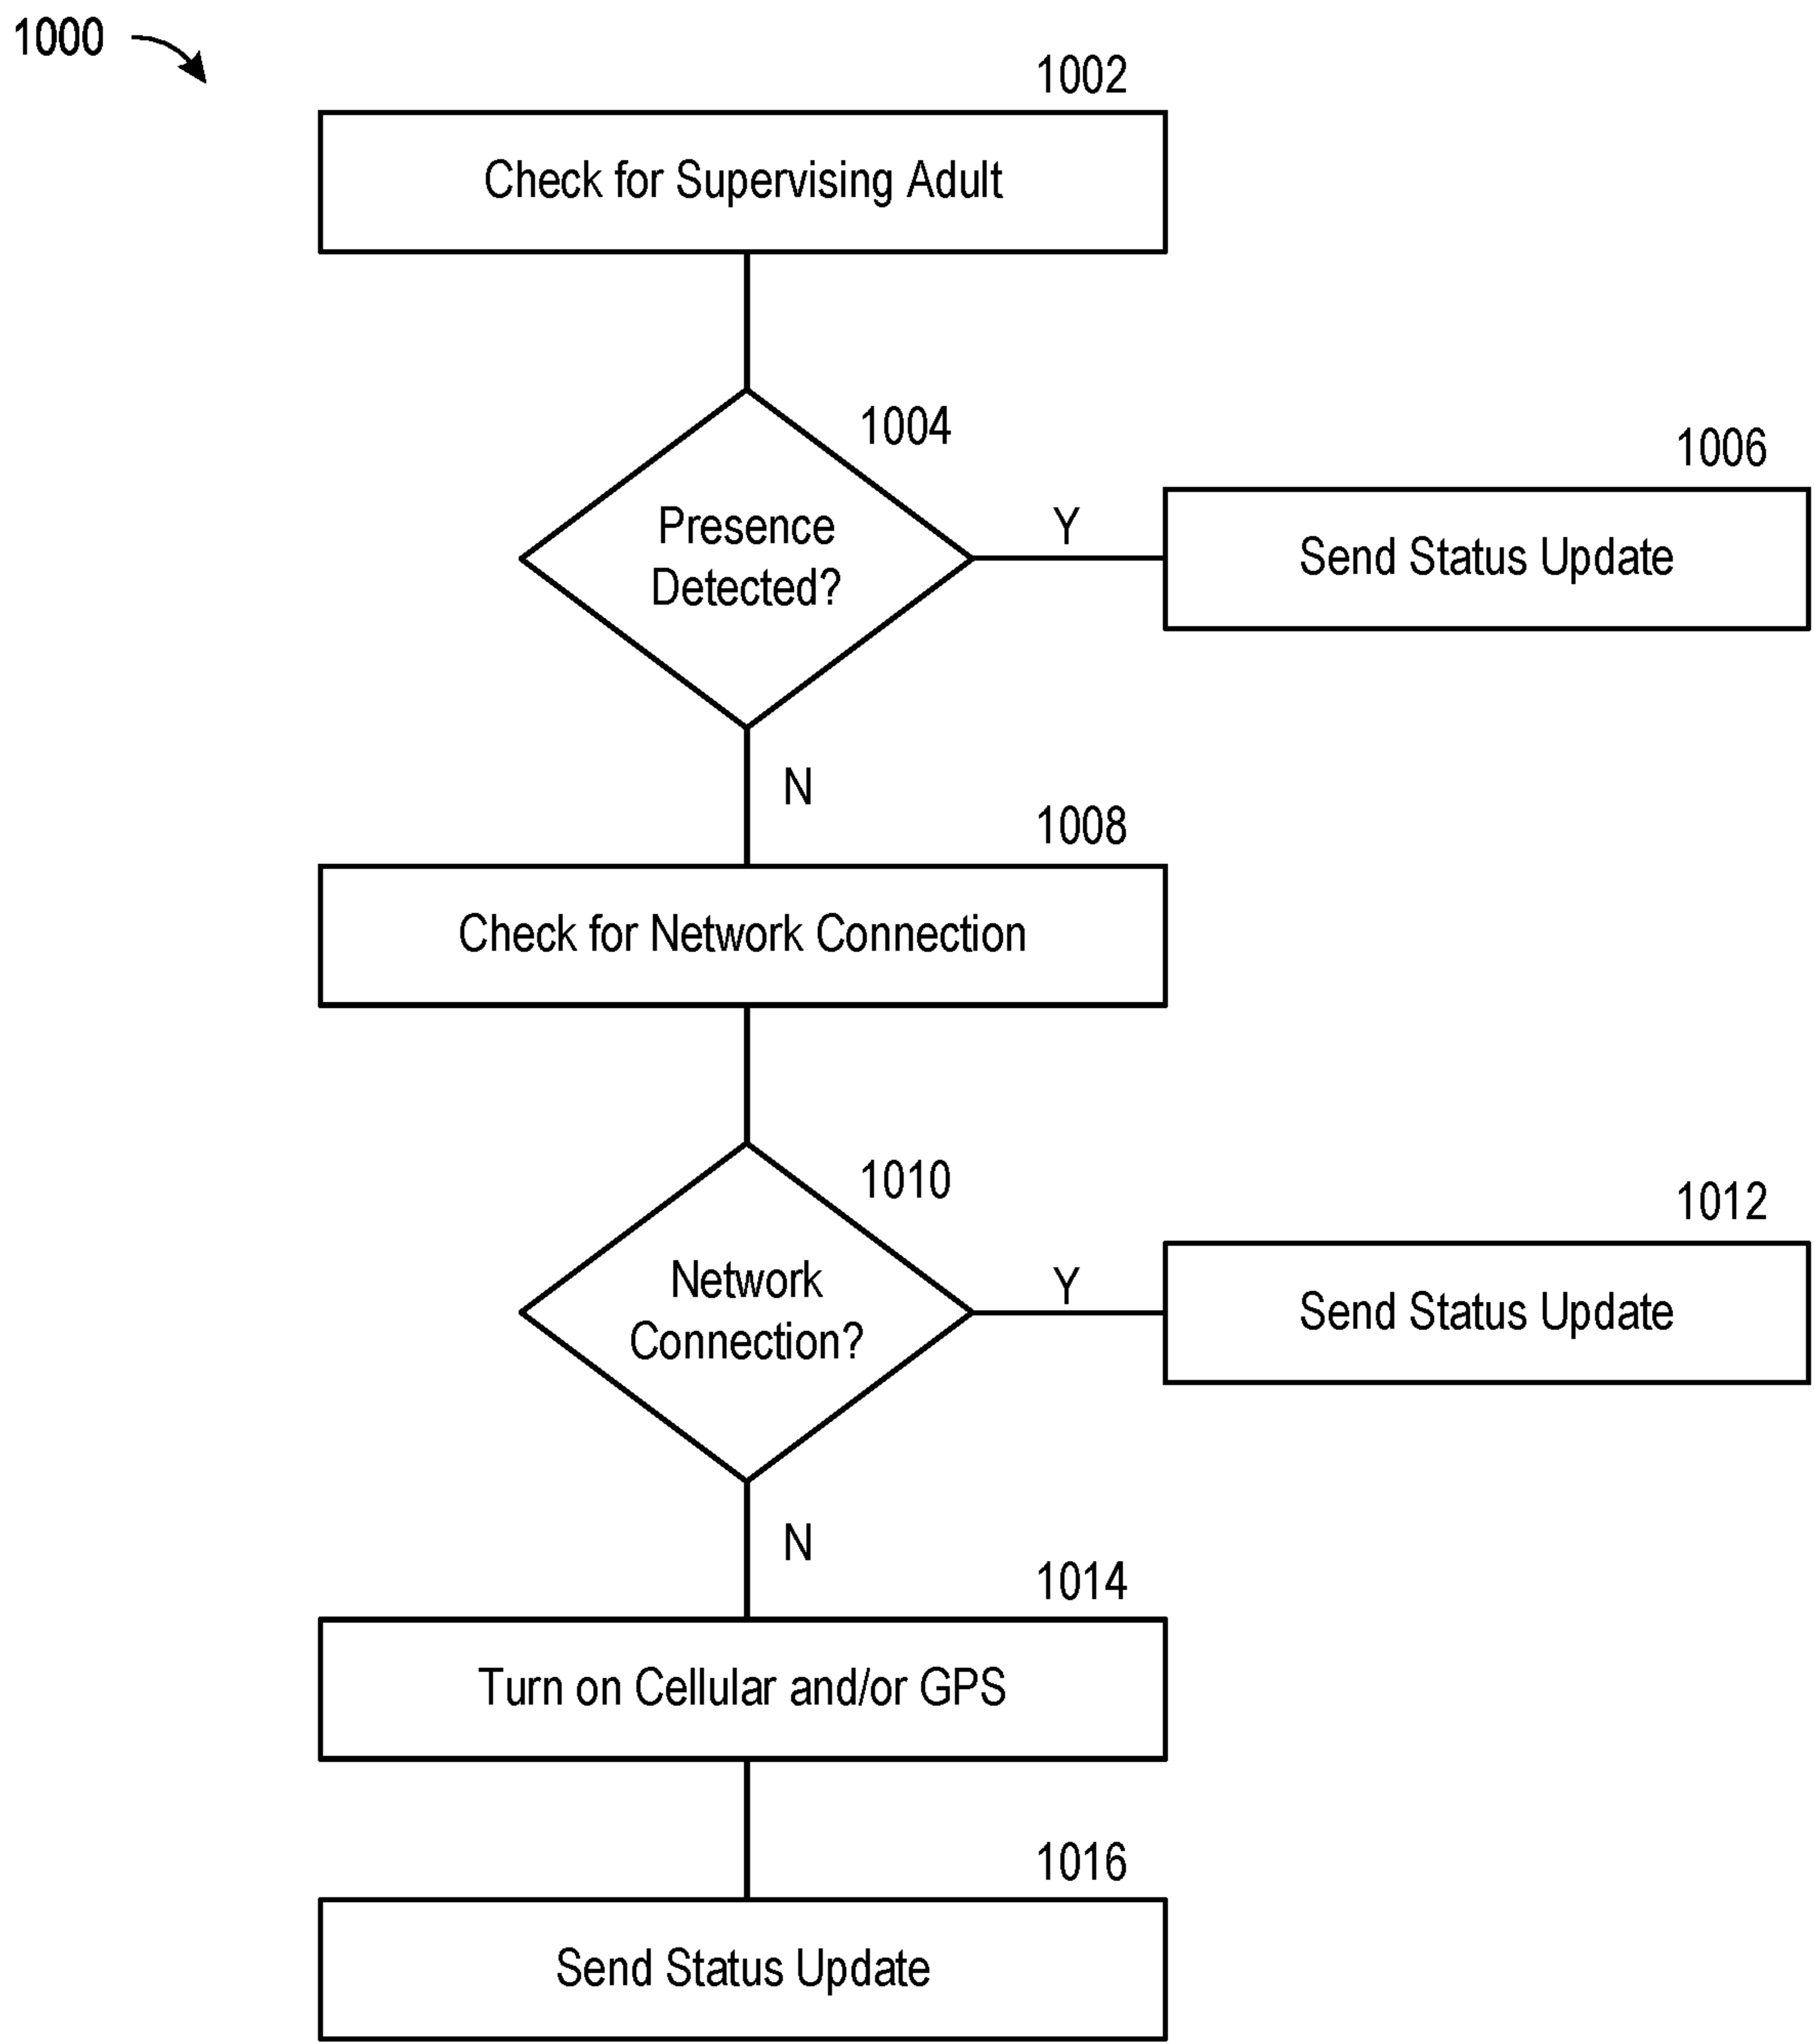 1000
1002
Check for Supervising Adult
1004
Presence
Detected?
Y
1006
Send Status Update
N
1008
Check for Network Connection
1010
Network
Connection?
Y
1012
Send Status Update
N
1014
Turn on Cellular and/or GPS
1016
Send Status Update